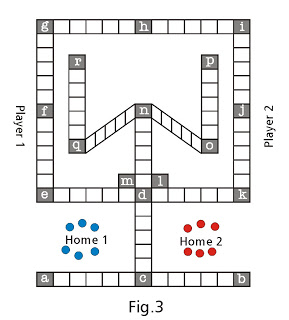 g h i
r p
f n j
q o
m l
e d k
Player 1
Player 2
Home 1 Home 2
a c b
Fig.3